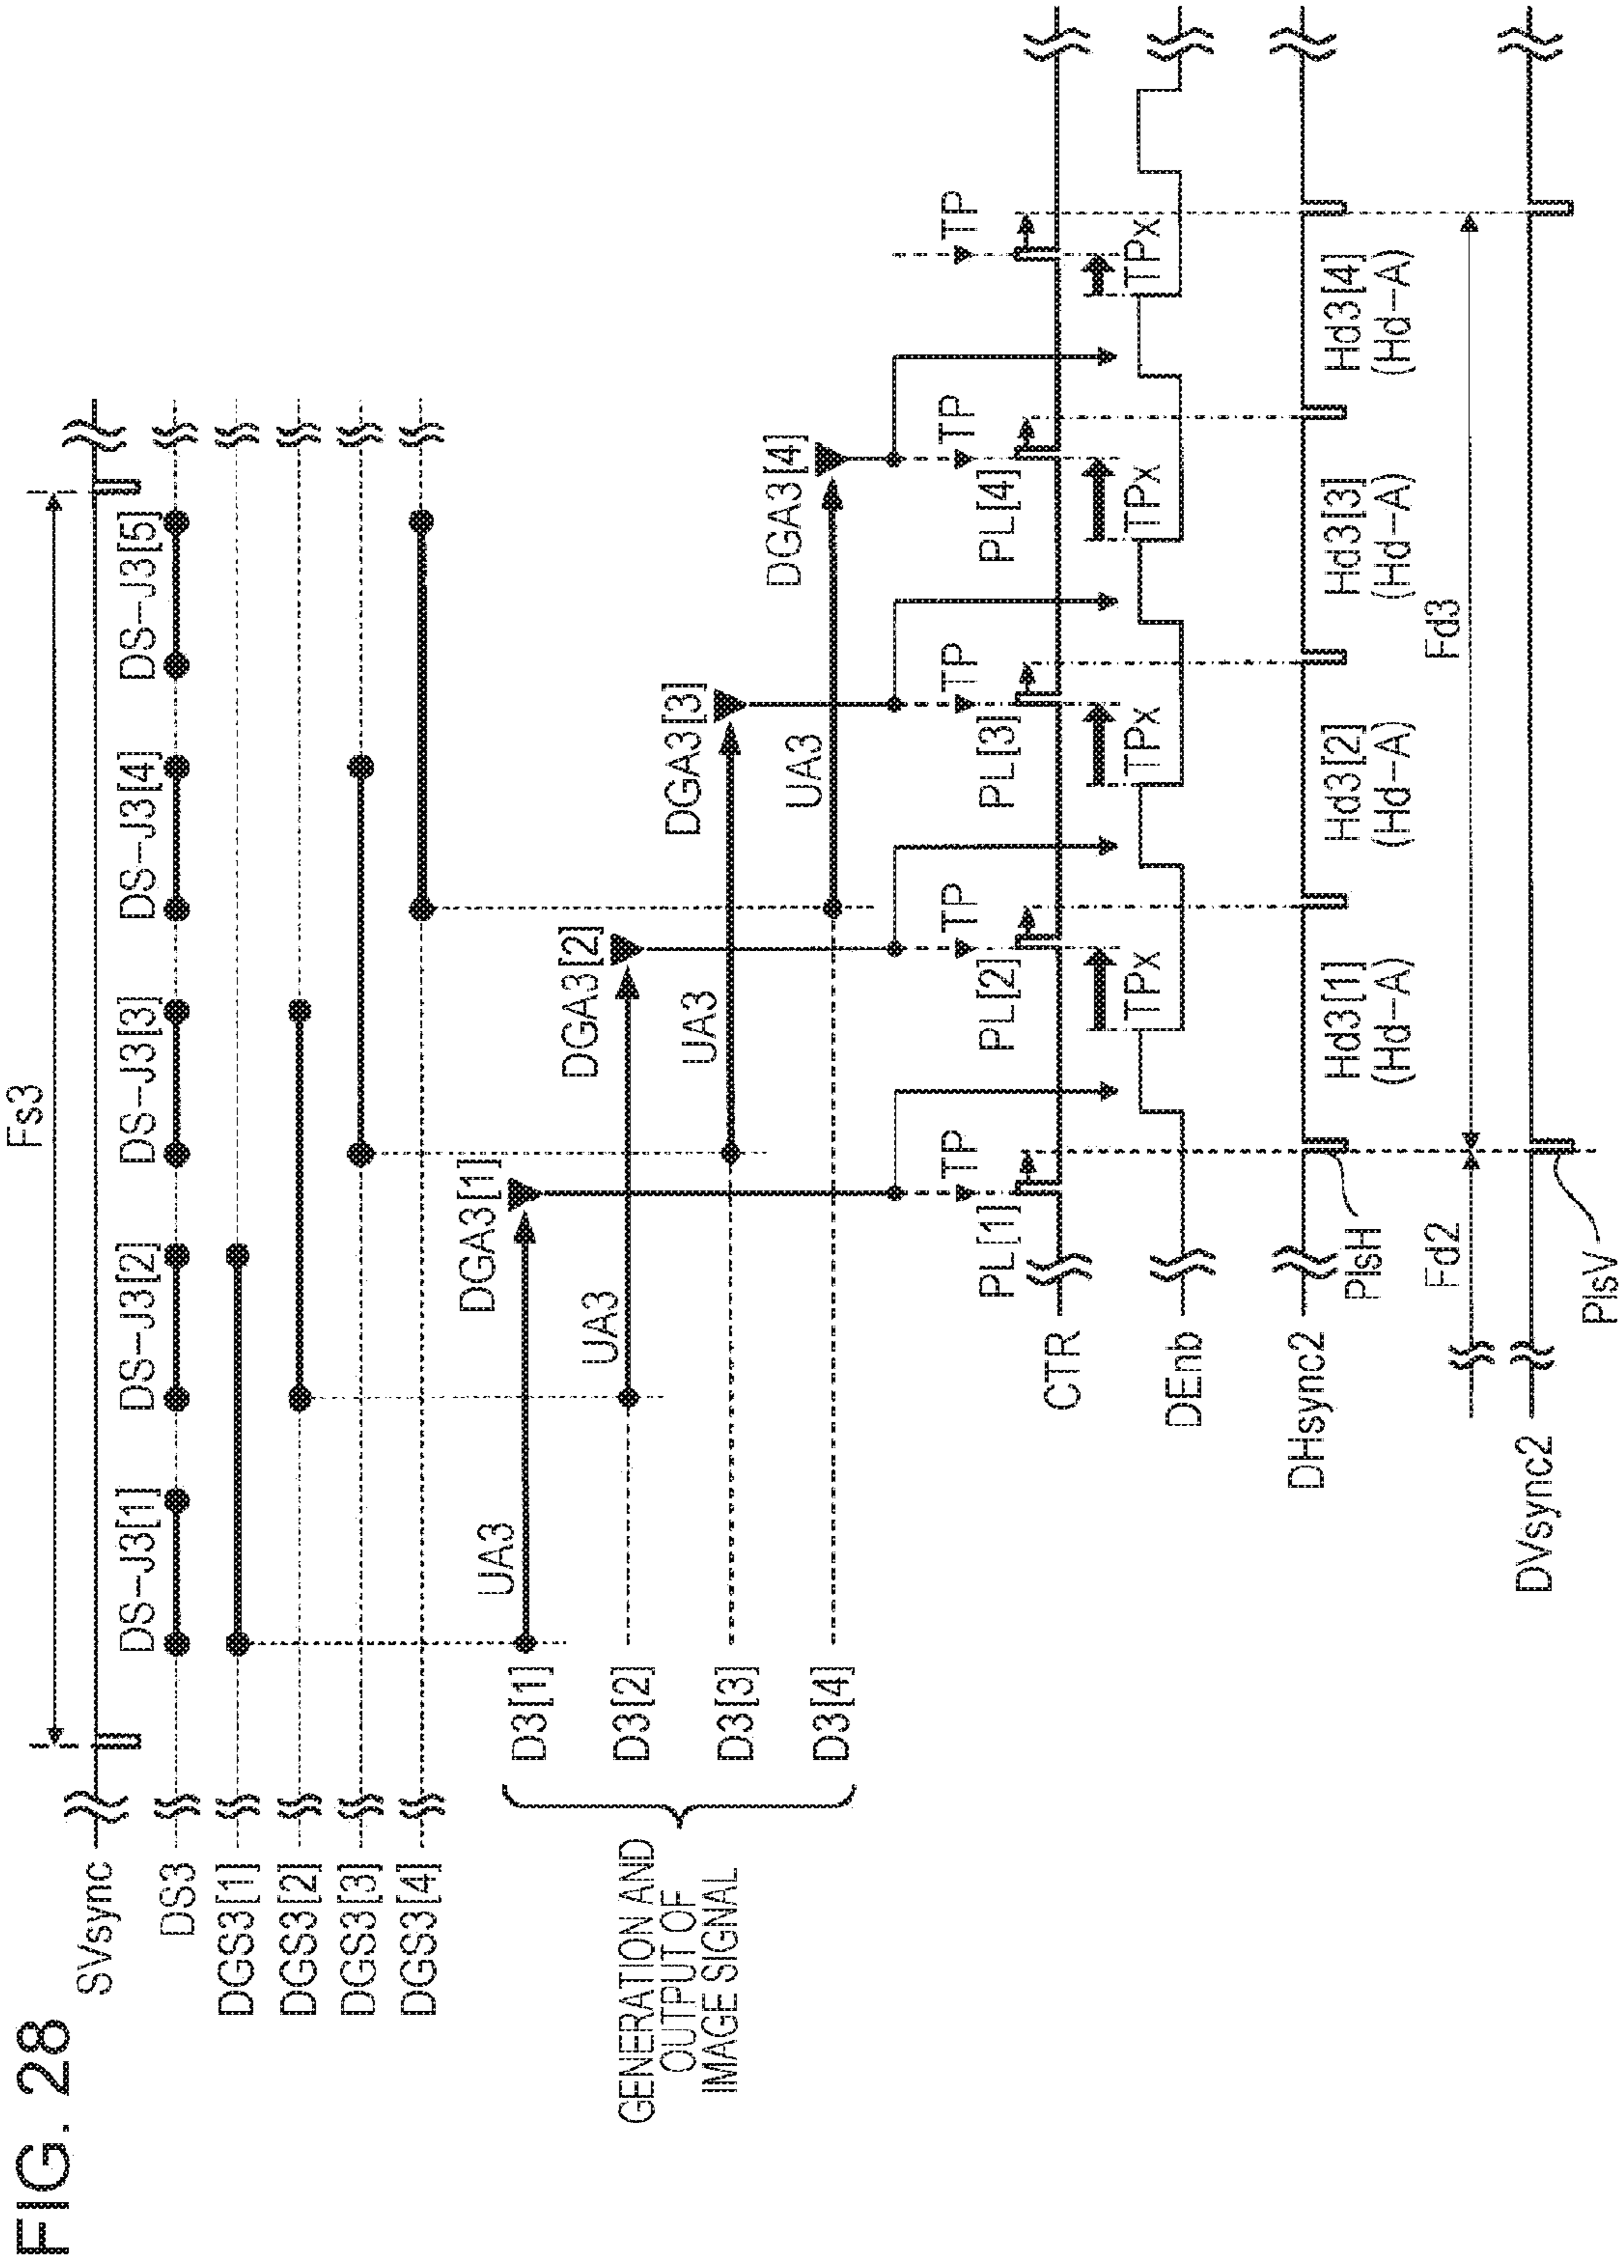 FIG. 28
Fs3
SVsync
DS-J3[1] DS-J3[2] DS-J3[3] DS-J3[4] DS-J3[5]
DS3
DGS3[1]
DGS3[2]
DGS3[3]
DGS3[4]
GENERATION AND
OUTPUT OF
IMAGE SIGNAL
D3[1] UA3 DGA3[1]
D3[2] UA3 DGA3[2]
D3[3] UA3 DGA3[3]
D3[4] UA3 DGA3[4]
TP TP TP TP TP
PL[1] PL[2] PL[3] PL[4]
CTR
TPx TPx TPx TPx
DEnb
DHsync2
PlsH
Hd3[1] Hd3[2] Hd3[3] Hd3[4]
(Hd-A) (Hd-A) (Hd-A) (Hd-A)
Fd2 Fd3
DVsync2
PlsV